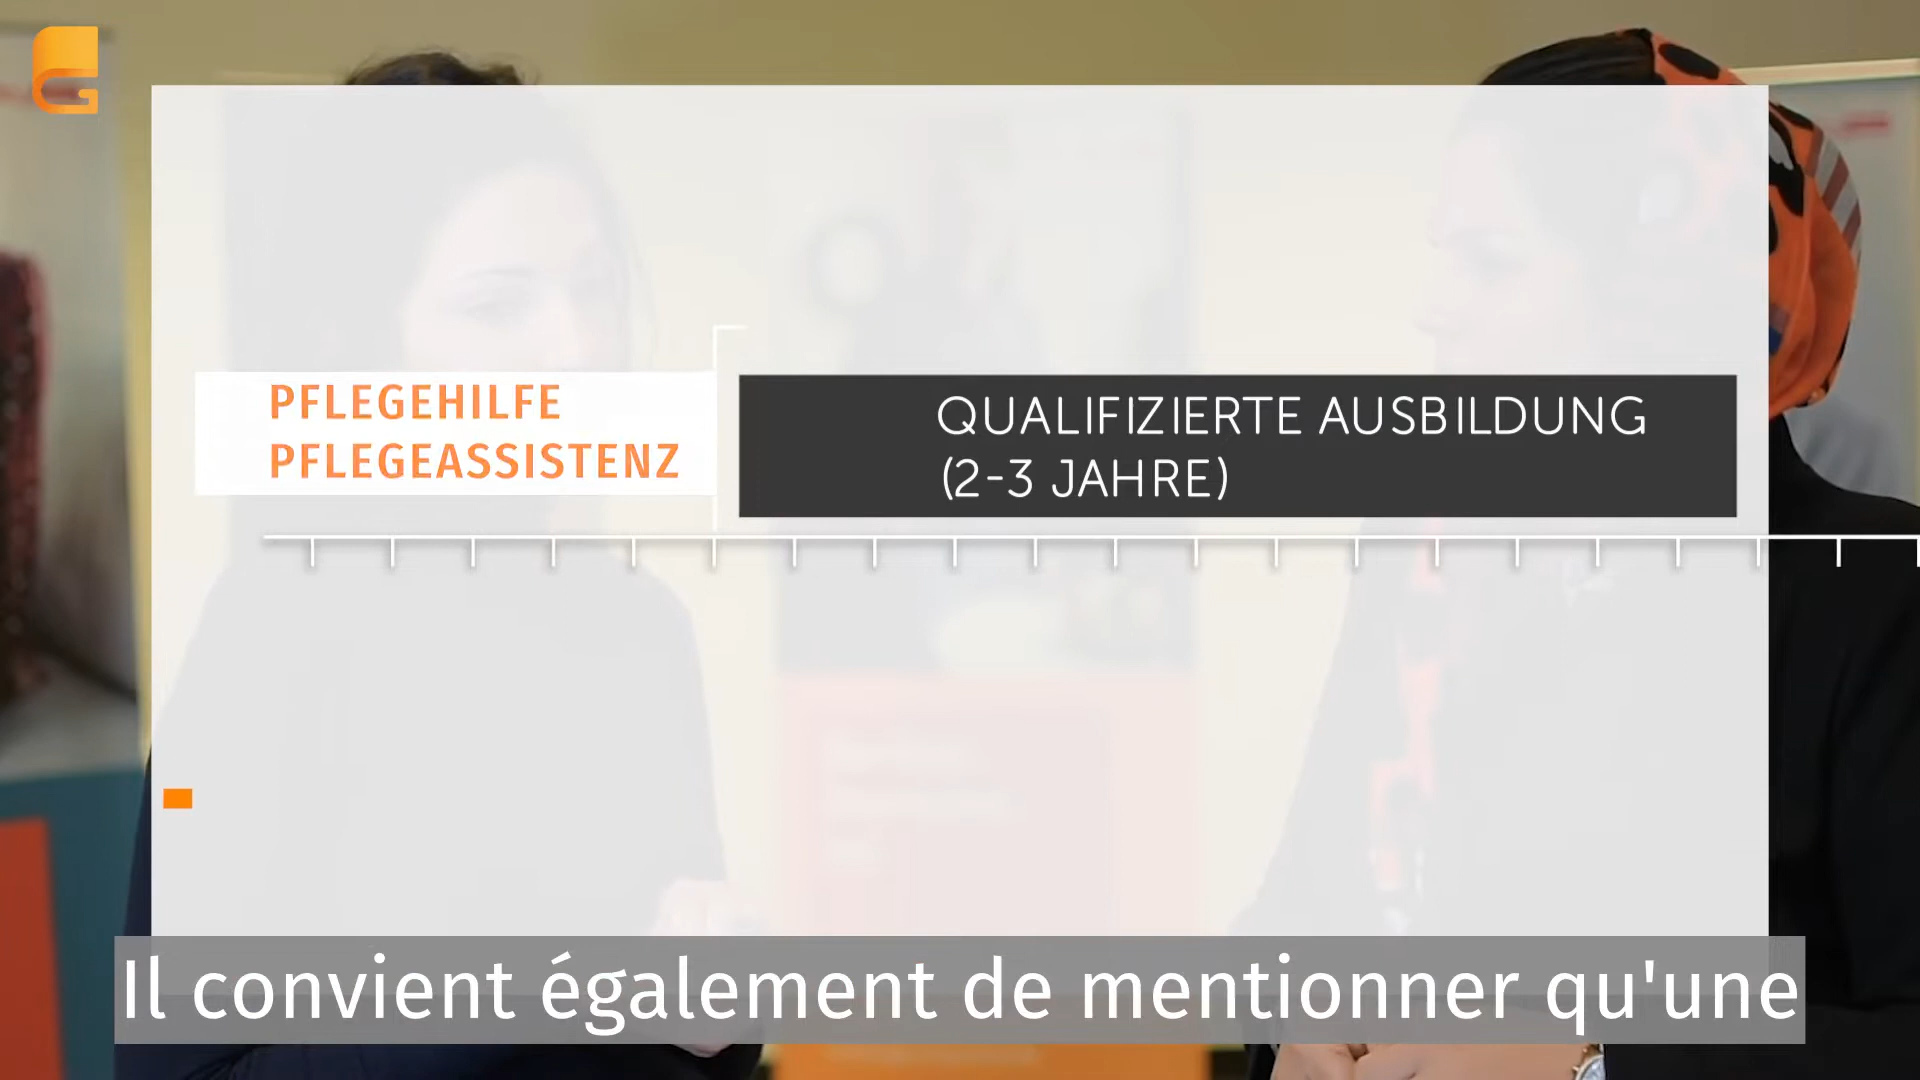 PFLEGEHILFE
PFLEGEASSISTENZ
QUALIFIZIERTE AUSBILDUNG
(2-3 JAHRE)
Il convient également de mentionner qu'une